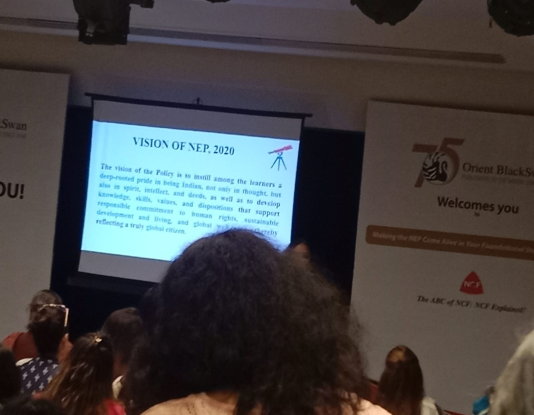 Swan
OU!
VISION OF NEP, 2020
The vision of the Policy is to instill among the learners a
deep-rooted pride in being Indian, not only in thought, but
also in spirit, intellect, and deeds, as well as to develop
knowledge, skills, values, and dispositions that support
responsible commitment to human rights, sustainable
development and living, and global
reflecting a truly global citizen.
75
Orient BlackSwa
Welcomes you
to
Making the NEP Come Alive in Your Foundational
NCF
The ABC of NCF: NCF Explained!